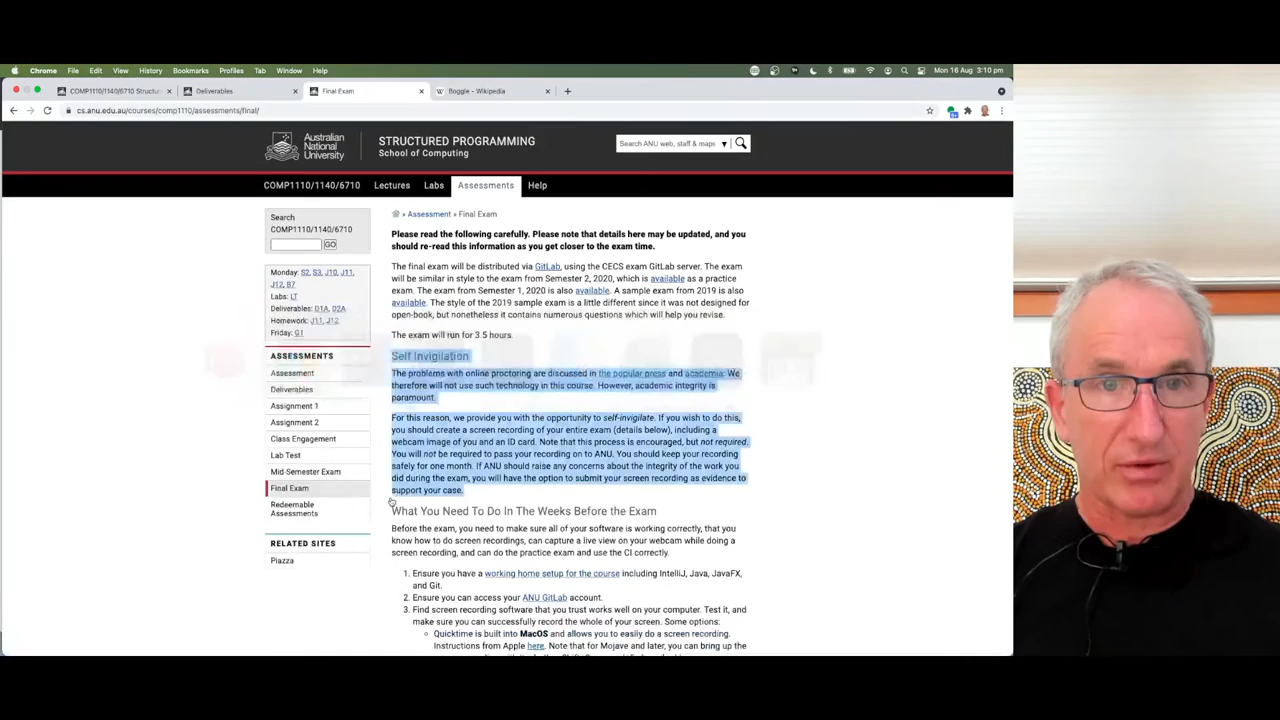 Chrome File Edit View History Bookmarks Profiles Tab Window Help
Mon 16 Aug 3:10 pm
COMP1110/1140/6710 Structu
Deliverables
Final Exam
Boggle - Wikipedia
cs.anu.edu.au/courses/comp1110/assessments/final/
Australian
National
University
STRUCTURED PROGRAMMING
School of Computing
Search ANU web, staff & maps
COMP1110/1140/6710 Lectures Labs Assessments Help
Search
COMP1110/1140/6710
GO
Monday: S2, S3, J10, J11,
J12, B7
Labs: LT
Deliverables: D1A, D2A
Homework: J11, J12
Friday: G1
ASSESSMENTS
Assessment
Deliverables
Assignment 1
Assignment 2
Class Engagement
Lab Test
Mid-Semester Exam
Final Exam
Redeemable
Assessments
RELATED SITES
Piazza
» Assessment » Final Exam
Please read the following carefully. Please note that details here may be updated, and you
should re-read this information as you get closer to the exam time.
The final exam will be distributed via GitLab, using the CECS exam GitLab server. The exam
will be similar in style to the exam from Semester 2, 2020, which is available as a practice
exam. The exam from Semester 1, 2020 is also available. A sample exam from 2019 is also
available. The style of the 2019 sample exam is a little different since it was not designed for
open-book, but nonetheless it contains numerous questions which will help you revise.
The exam will run for 3.5 hours.
Self Invigilation
The problems with online proctoring are discussed in the popular press and academia. We
therefore will not use such technology in this course. However, academic integrity is
paramount.
For this reason, we provide you with the opportunity to self-invigilate. If you wish to do this,
you should create a screen recording of your entire exam (details below), including a
webcam image of you and an ID card. Note that this process is encouraged, but not required.
You will not be required to pass your recording on to ANU. You should keep your recording
safely for one month. If ANU should raise any concerns about the integrity of the work you
did during the exam, you will have the option to submit your screen recording as evidence to
support your case.
What You Need To Do In The Weeks Before the Exam
Before the exam, you need to make sure all of your software is working correctly, that you
know how to do screen recordings, can capture a live view on your webcam while doing a
screen recording, and can do the practice exam and use the CI correctly.
1. Ensure you have a working home setup for the course including IntelliJ, Java, JavaFX,
and Git.
2. Ensure you can access your ANU GitLab account.
3. Find screen recording software that you trust works well on your computer. Test it, and
make sure you can successfully record the whole of your screen. Some options:
Quicktime is built into MacOS and allows you to easily do a screen recording.
Instructions from Apple here. Note that for Mojave and later, you can bring up the